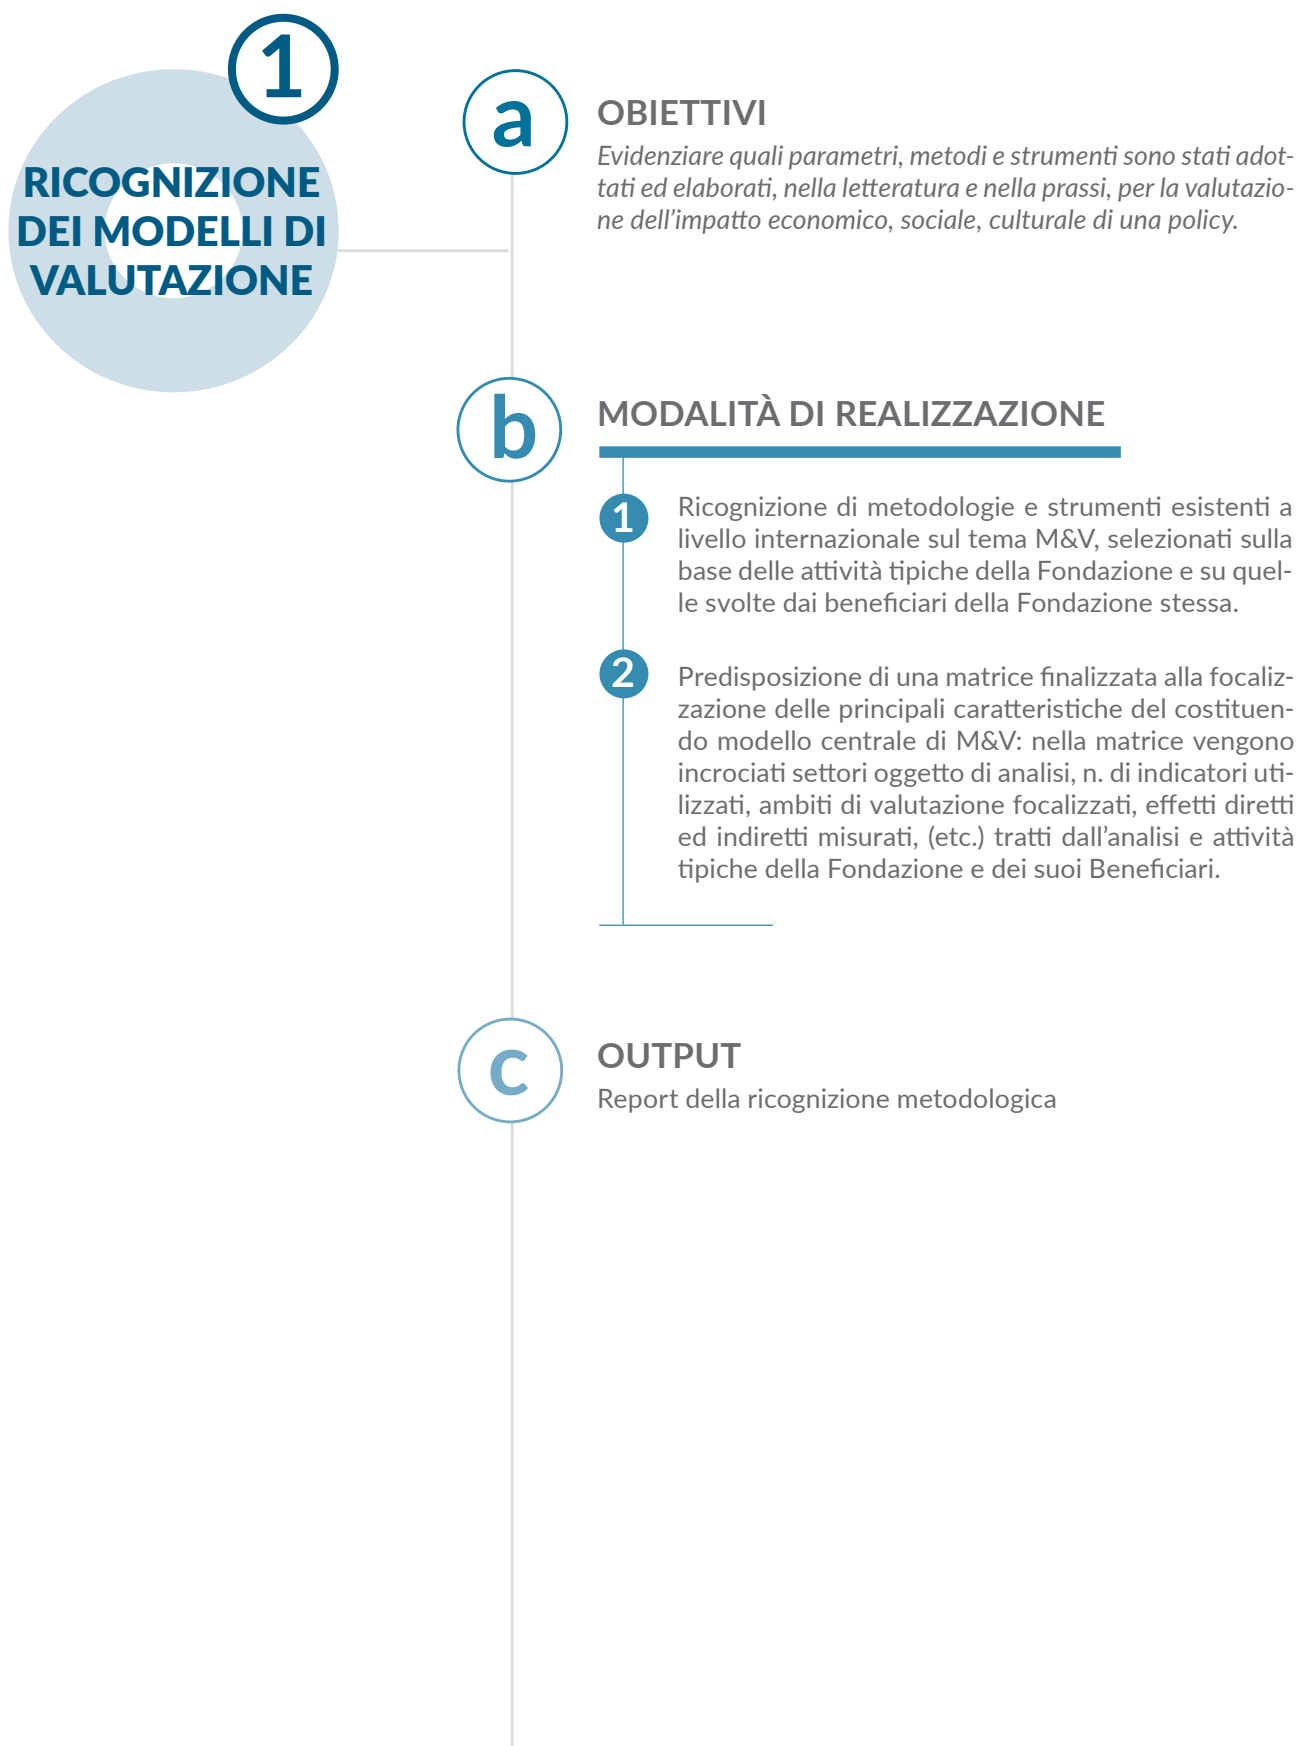 1
RICOGNIZIONE
DEI MODELLI DI
VALUTAZIONE
a
OBIETTIVI
Evidenziare quali parametri, metodi e strumenti sono stati adot-
tati ed elaborati, nella letteratura e nella prassi, per la valutazio-
ne dell'impatto economico, sociale, culturale di una policy.
b
MODALITÀ DI REALIZZAZIONE
1
Ricognizione di metodologie e strumenti esistenti a
livello internazionale sul tema M&V, selezionati sulla
base delle attività tipiche della Fondazione e su quel-
le svolte dai beneficiari della Fondazione stessa.
2
Predisposizione di una matrice finalizzata alla focaliz-
zazione delle principali caratteristiche del costituen-
do modello centrale di M&V: nella matrice vengono
incrociati settori oggetto di analisi, n. di indicatori uti-
lizzati, ambiti di valutazione focalizzati, effetti diretti
ed indiretti misurati, (etc.) tratti dall'analisi e attività
tipiche della Fondazione e dei suoi Beneficiari.
c
OUTPUT
Report della ricognizione metodologica